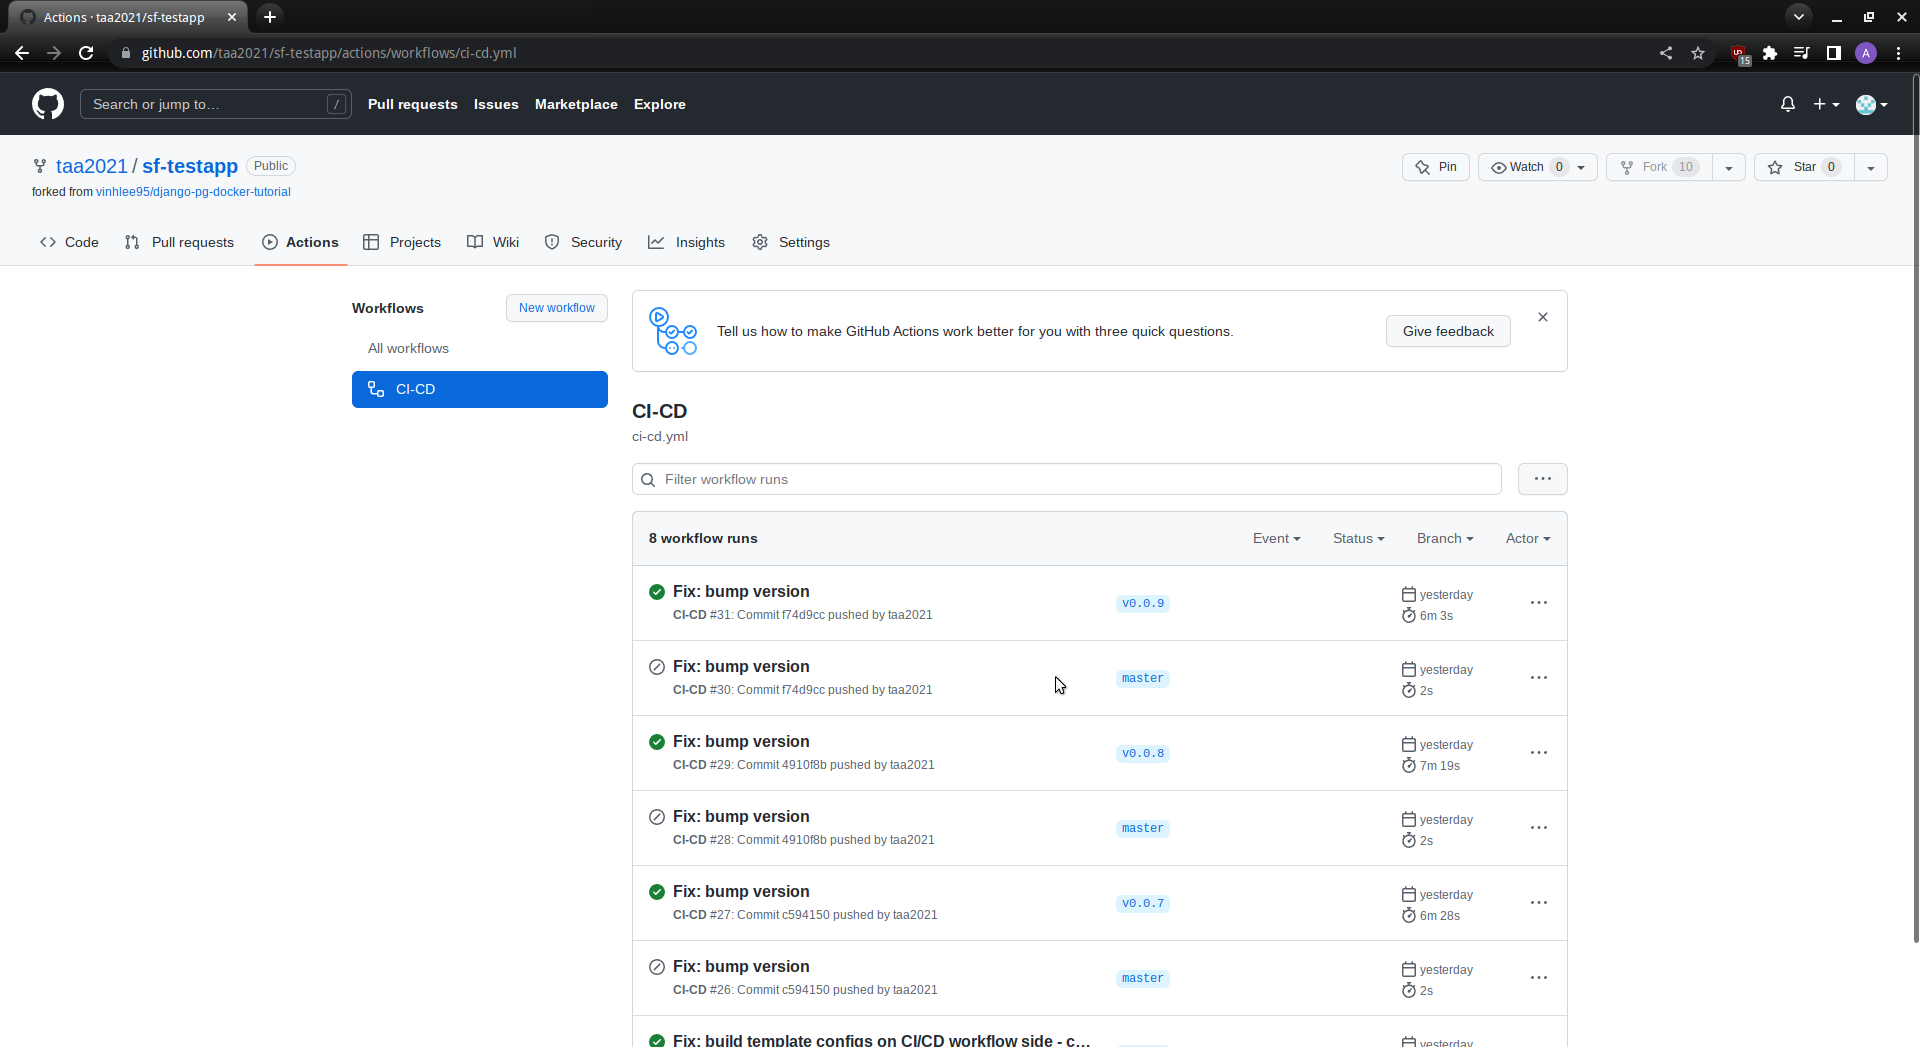 Actions · taa2021/sf-testapp
github.com/taa2021/sf-testapp/actions/workflows/ci-cd.yml
15
A
Search or jump to…
/
Pull requests
Issues
Marketplace
Explore
taa2021 / sf-testapp
Public
forked from vinhlee95/django-pg-docker-tutorial
Pin
Watch 0
Fork 10
Star 0
Code
Pull requests
Actions
Projects
Wiki
Security
Insights
Settings
Workflows
New workflow
All workflows
CI-CD
Tell us how to make GitHub Actions work better for you with three quick questions.
Give feedback
CI-CD
ci-cd.yml
Filter workflow runs
8 workflow runs
Event
Status
Branch
Actor
Fix: bump version
CI-CD #31: Commit f74d9cc pushed by taa2021
v0.0.9
yesterday
6m 3s
Fix: bump version
CI-CD #30: Commit f74d9cc pushed by taa2021
master
yesterday
2s
Fix: bump version
CI-CD #29: Commit 4910f8b pushed by taa2021
v0.0.8
yesterday
7m 19s
Fix: bump version
CI-CD #28: Commit 4910f8b pushed by taa2021
master
yesterday
2s
Fix: bump version
CI-CD #27: Commit c594150 pushed by taa2021
v0.0.7
yesterday
6m 28s
Fix: bump version
CI-CD #26: Commit c594150 pushed by taa2021
master
yesterday
2s
Fix: build template configs on CI/CD workflow side - c…
yesterday